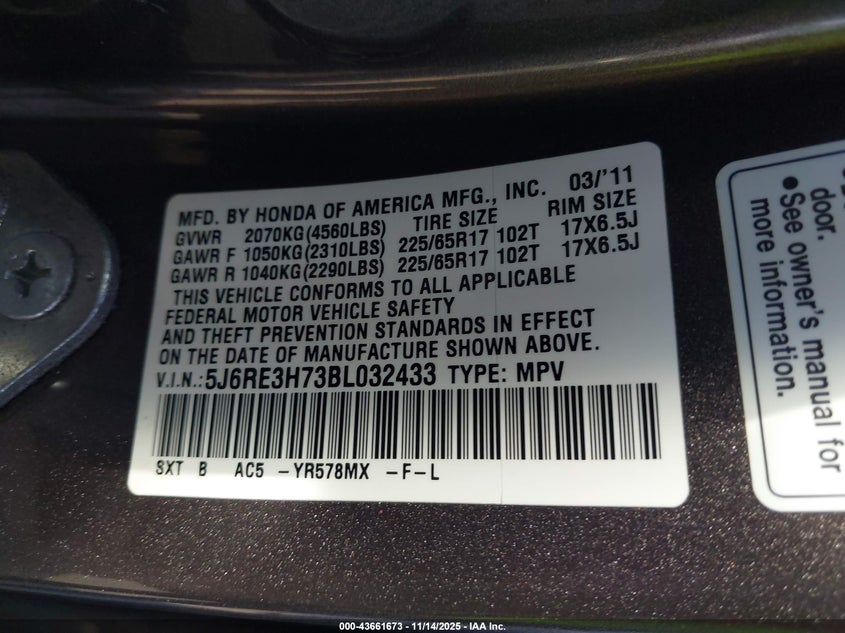 MFD. BY HONDA OF AMERICA MFG., INC. 03/'11
GVWR 2070KG(4560LBS) TIRE SIZE RIM SIZE
GAWR F 1050KG(2310LBS) 225/65R17 102T 17X6.5J
GAWR R 1040KG(2290LBS) 225/65R17 102T 17X6.5J
THIS VEHICLE CONFORMS TO ALL APPLICABLE
FEDERAL MOTOR VEHICLE SAFETY
AND THEFT PREVENTION STANDARDS IN EFFECT
ON THE DATE OF MANUFACTURE SHOWN ABOVE.
V.I.N.:5J6RE3H73BL032433 TYPE: MPV
SXT B AC5 -YR578MX -F-L
door.
●See owner's manual for
more information.
000-43661673 - 11/14/2025 - IAA Inc.